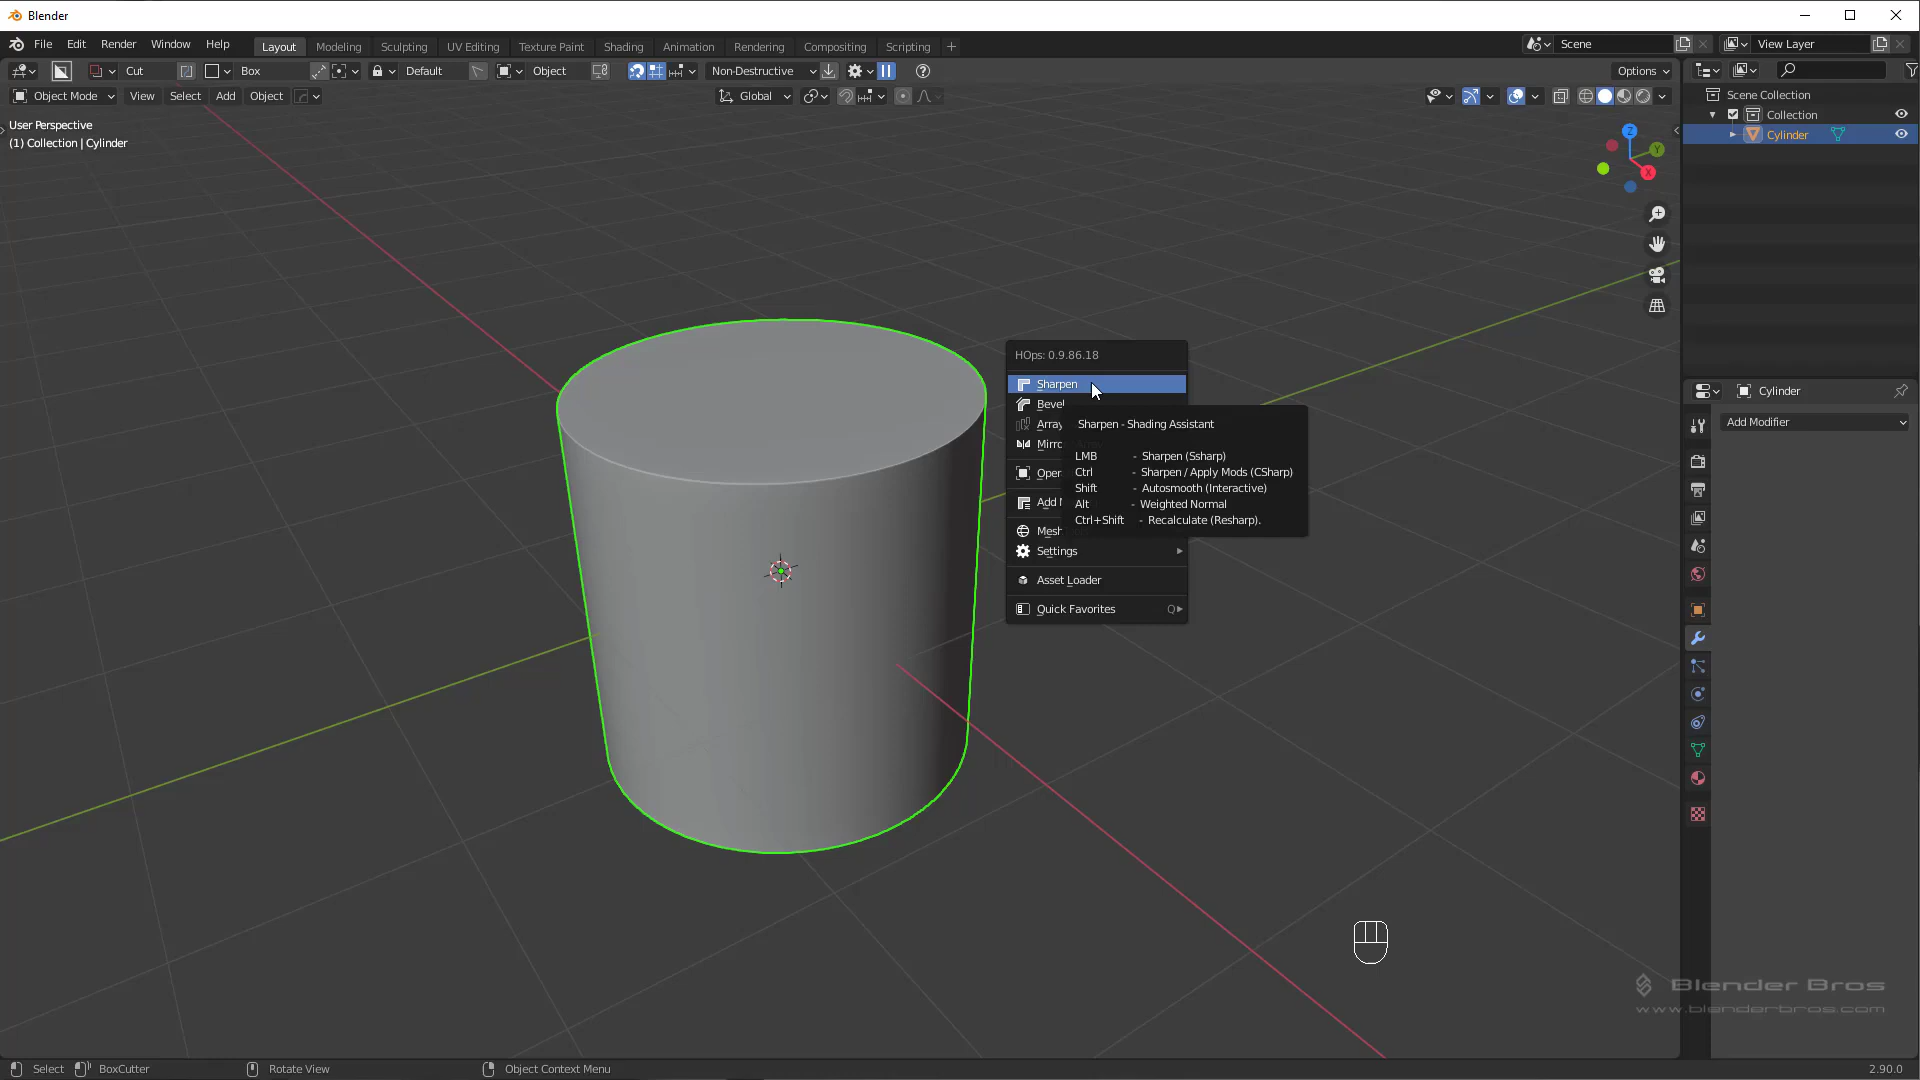 Blender
File Edit Render Window Help Layout Modeling Sculpting UV Editing Texture Paint Shading Animation Rendering Compositing Scripting + Scene View Layer
Cut Box Default Object Non-Destructive Options
Object Mode View Select Add Object Global
User Perspective
(1) Collection | Cylinder
Z
Y
X
Scene Collection
Collection
Cylinder
Cylinder
Add Modifier
HOps: 0.9.86.18
Sharpen
Bevel
Array
Sharpen - Shading Assistant
LMB - Sharpen (Ssharp)
Ctrl - Sharpen / Apply Mods (CSharp)
Shift - Autosmooth (Interactive)
Alt - Weighted Normal
Ctrl+Shift - Recalculate (Resharp).
Mirro
Oper
Add M
Mesh
Settings
Asset Loader
Quick Favorites Q
Blender Bros
www.blenderbros.com
Select BoxCutter Rotate View Object Context Menu 2.90.0